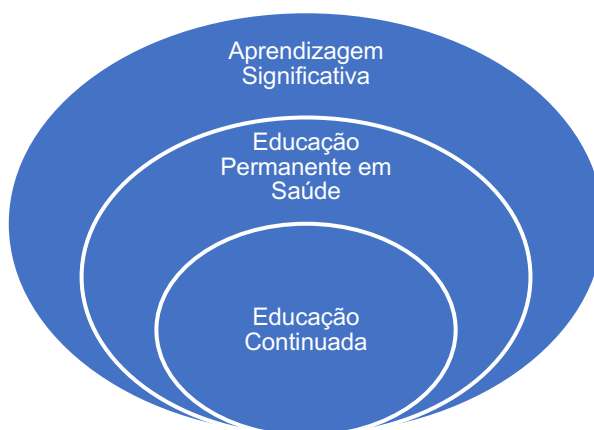 Aprendizagem
Significativa
Educação
Permanente em
Saúde
Educação
Continuada